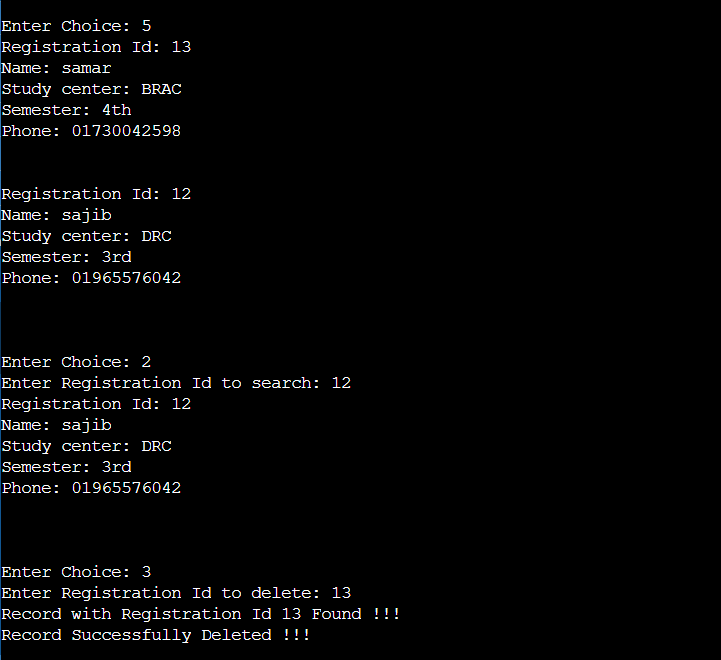 Enter Choice: 5
Registration Id: 13
Name: samar
Study center: BRAC
Semester: 4th
Phone: 01730042598
Registration Id: 12
Name: sajib
Study center: DRC
Semester: 3rd
Phone: 01965576042
Enter Choice: 2
Enter Registration Id to search: 12
Registration Id: 12
Name: sajib
Study center: DRC
Semester: 3rd
Phone: 01965576042
Enter Choice: 3
Enter Registration Id to delete: 13
Record with Registration Id 13 Found !!!
Record Successfully Deleted !!!